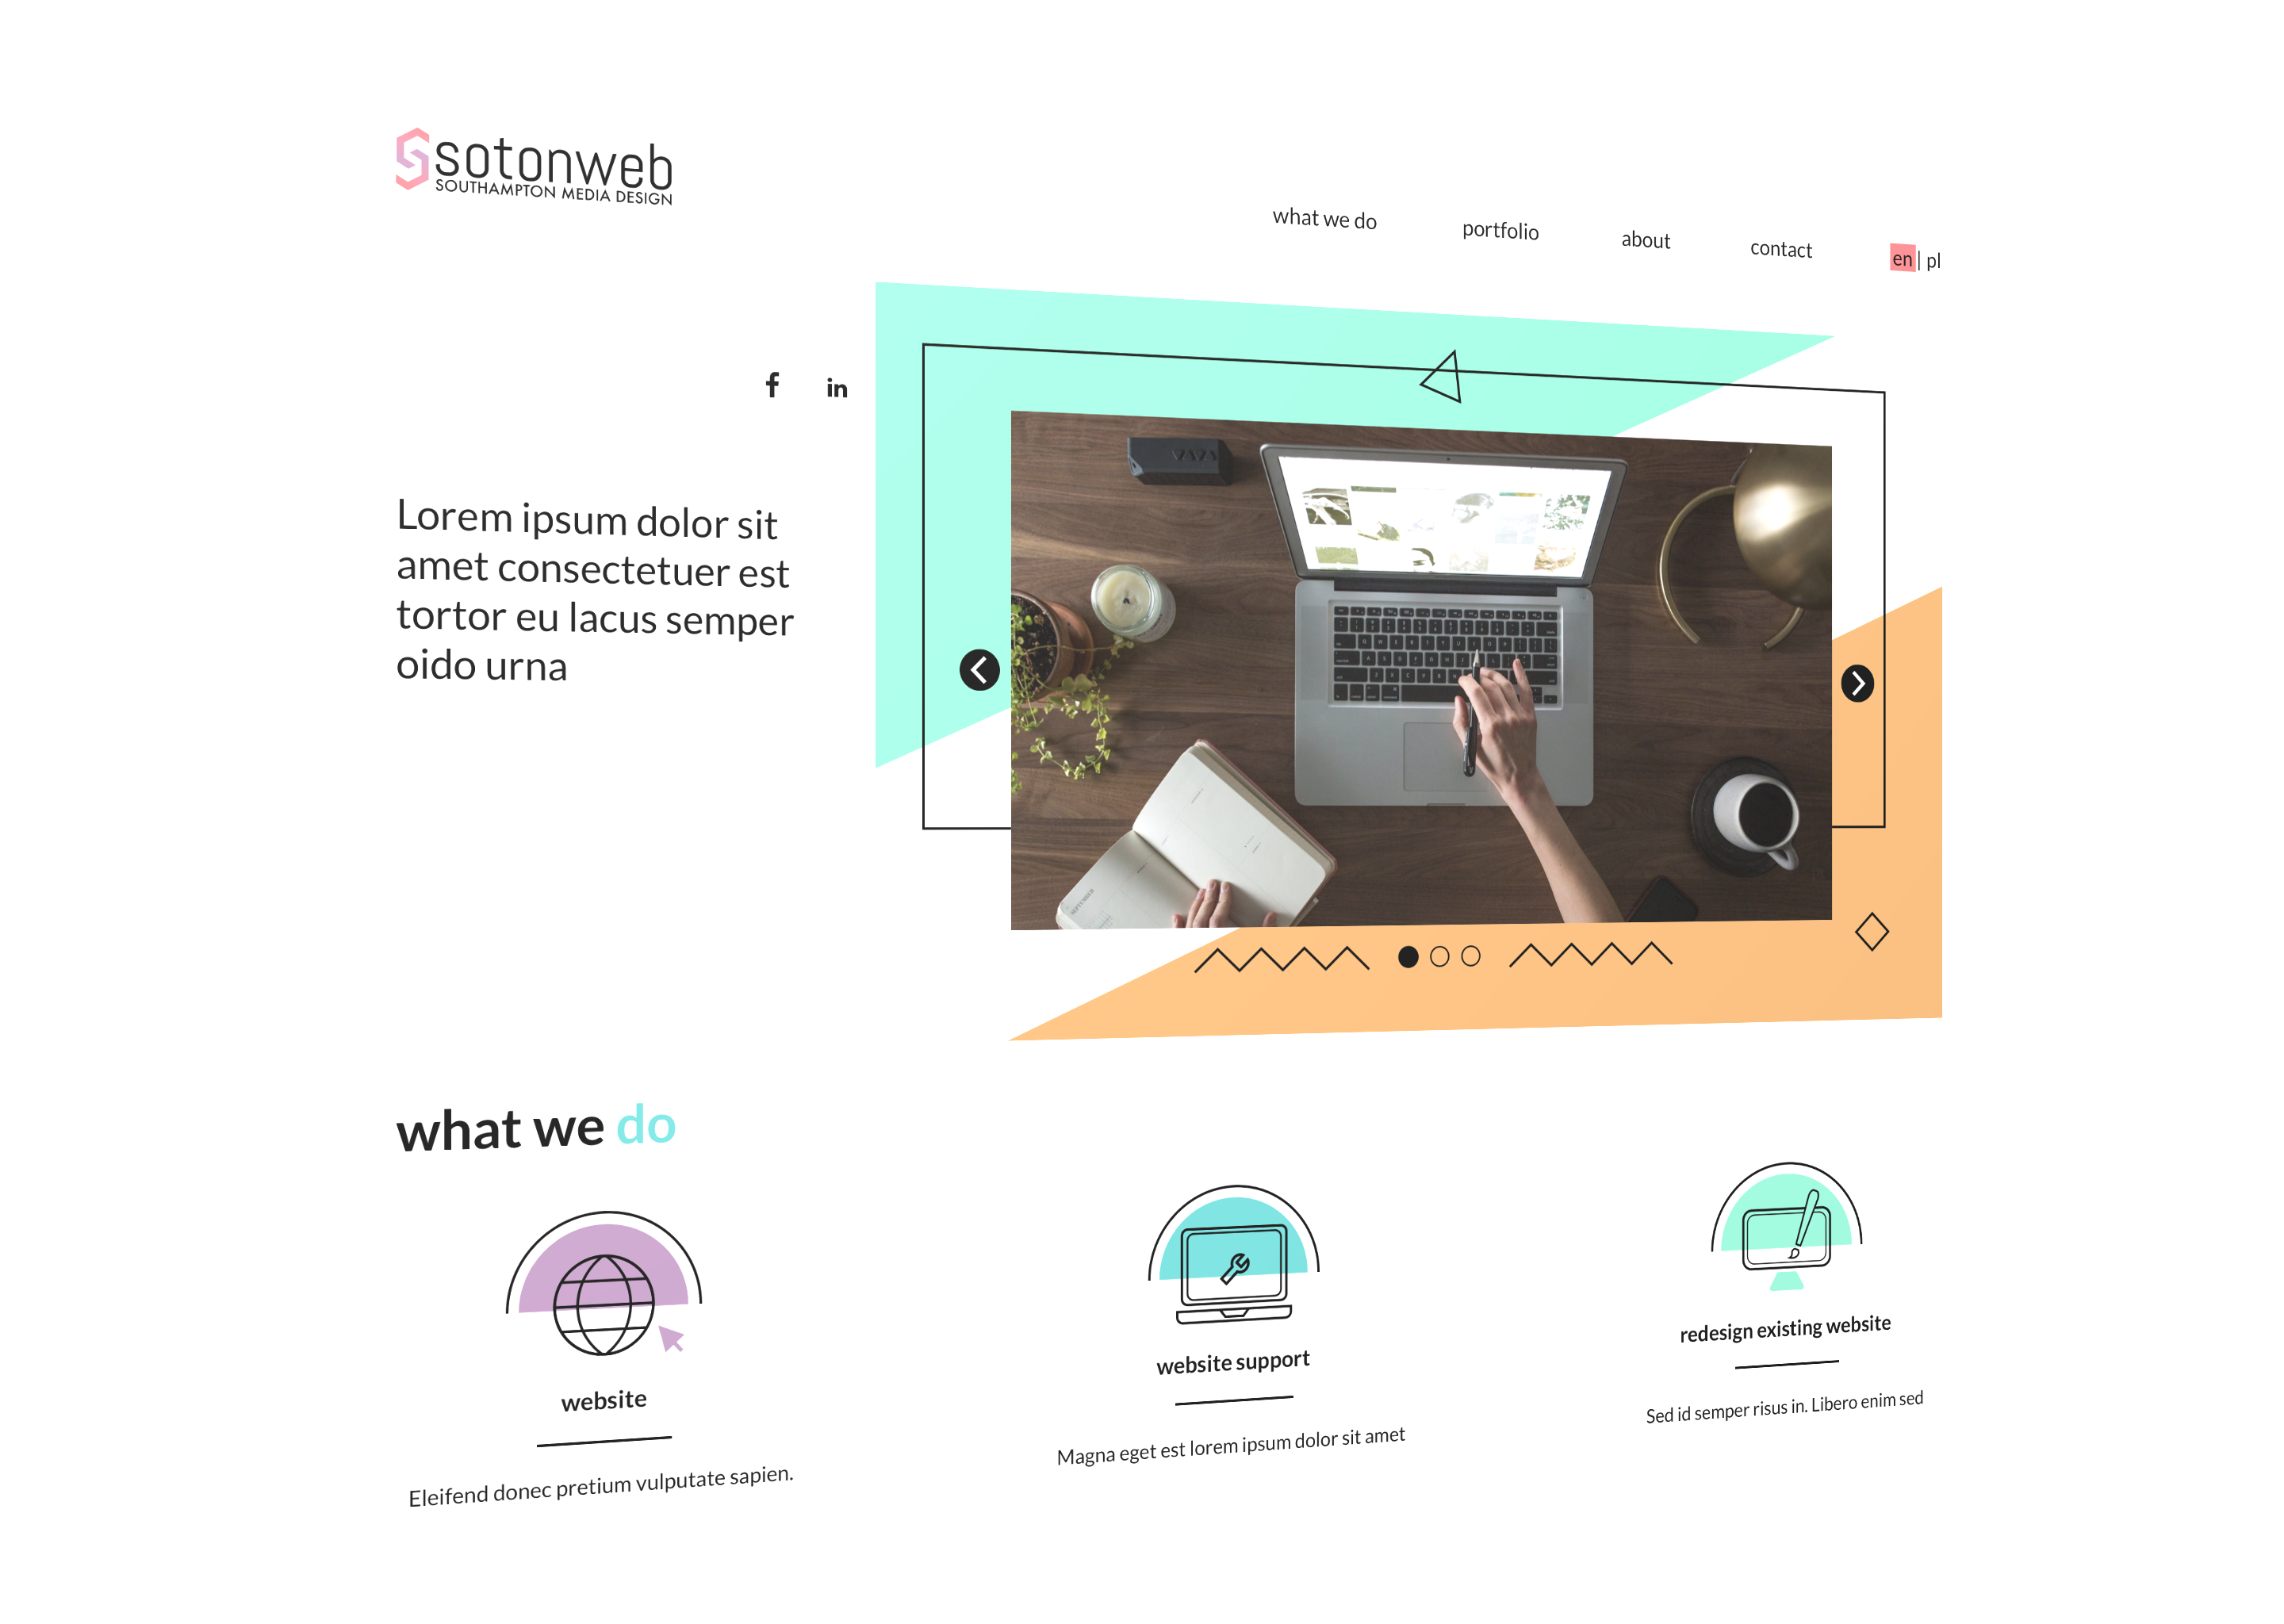 sotonweb
SOUTHAMPTON MEDIA DESIGN
what we do
portfolio
about
contact
en | pl
f in
Lorem ipsum dolor sit
amet consectetuer est
tortor eu lacus semper
oido urna
SEPTEMBER
what we do
website
Eleifend donec pretium vulputate sapien.
website support
Magna eget est lorem ipsum dolor sit amet
redesign existing website
Sed id semper risus in. Libero enim sed